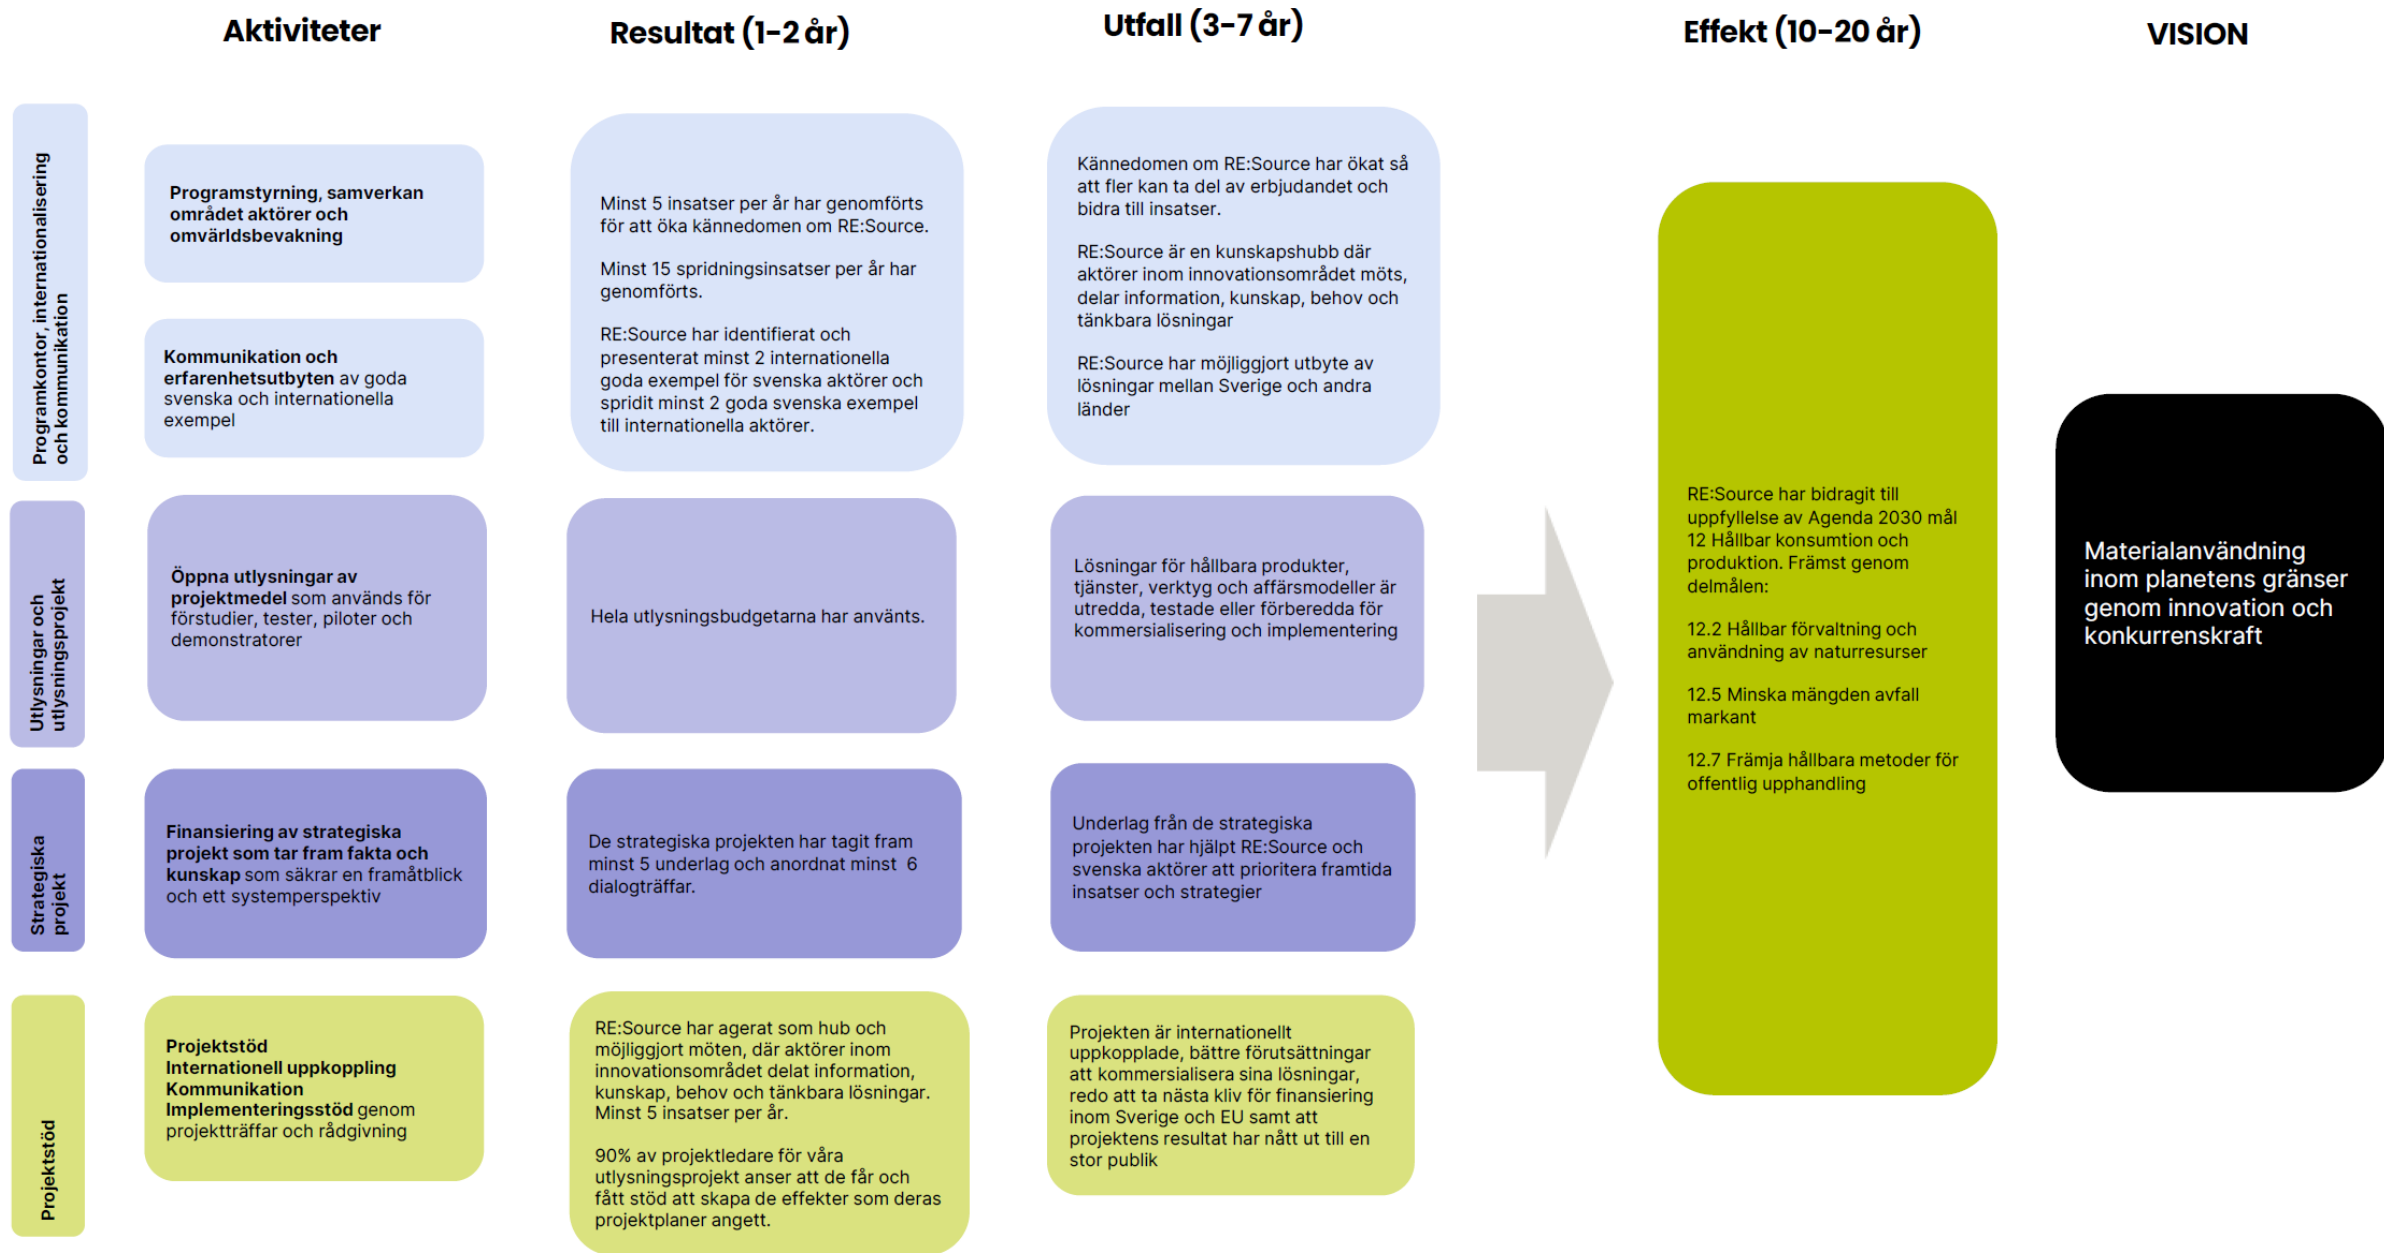 Aktiviteter
Resultat (1-2 år)
Utfall (3-7 år)
Effekt (10-20 år)
VISION
Programkontor, internationalisering
och kommunikation
Programstyrning, samverkan
området aktörer och
omvärldsbevakning
Kommunikation och
erfarenhetsutbyten av goda
svenska och internationella
exempel
Minst 5 insatser per år har genomförts
för att öka kännedomen om RE:Source.
Minst 15 spridningsinsatser per år har
genomförts.
RE:Source har identifierat och
presenterat minst 2 internationella
goda exempel för svenska aktörer och
spridit minst 2 goda svenska exempel
till internationella aktörer.
Kännedomen om RE:Source har ökat så
att fler kan ta del av erbjudandet och
bidra till insatser.
RE:Source är en kunskapshubb där
aktörer inom innovationsområdet möts,
delar information, kunskap, behov och
tänkbara lösningar
RE:Source har möjliggjort utbyte av
lösningar mellan Sverige och andra
länder
Utlysningar och
utlysningsprojekt
Öppna utlysningar av
projektmedel som används för
förstudier, tester, piloter och
demonstratorer
Hela utlysningsbudgetarna har använts.
Lösningar för hållbara produkter,
tjänster, verktyg och affärsmodeller är
utredda, testade eller förberedda för
kommersialisering och implementering
Strategiska
projekt
Finansiering av strategiska
projekt som tar fram fakta och
kunskap som säkrar en framåtblick
och ett systemperspektiv
De strategiska projekten har tagit fram
minst 5 underlag och anordnat minst  6
dialogträffar.
Underlag från de strategiska
projekten har hjälpt RE:Source och
svenska aktörer att prioritera framtida
insatser och strategier
Projektstöd
Projektstöd
Internationell uppkoppling
Kommunikation
Implementeringsstöd genom
projektträffar och rådgivning
RE:Source har agerat som hub och
möjliggjort möten, där aktörer inom
innovationsområdet delat information,
kunskap, behov och tänkbara lösningar.
Minst 5 insatser per år.
90% av projektledare för våra
utlysningsprojekt anser att de får och
fått stöd att skapa de effekter som deras
projektplaner angett.
Projekten är internationellt
uppkopplade, bättre förutsättningar
att kommersialisera sina lösningar,
redo att ta nästa kliv för finansiering
inom Sverige och EU samt att
projektens resultat har nått ut till en
stor publik
RE:Source har bidragit till
uppfyllelse av Agenda 2030 mål
12 Hållbar konsumtion och
produktion. Främst genom
delmålen:
12.2 Hållbar förvaltning och
användning av naturresurser
12.5 Minska mängden avfall
markant
12.7 Främja hållbara metoder för
offentlig upphandling
Materialanvändning
inom planetens gränser
genom innovation och
konkurrenskraft